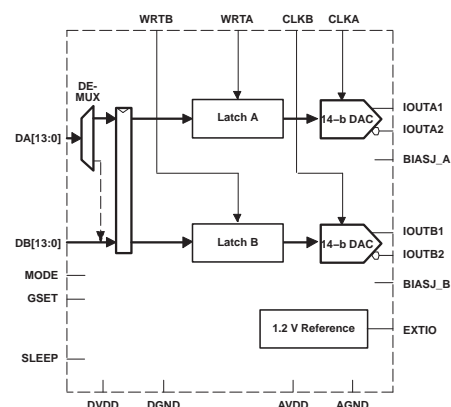 WRTB WRTA CLKB CLKA
DE-
MUX
DA[13:0]
Latch A
14–b DAC
IOUTA1
IOUTA2
BIASJ_A
DB[13:0]
Latch B
14–b DAC
IOUTB1
IOUTB2
MODE
BIASJ_B
GSET
1.2 V Reference
EXTIO
SLEEP
DVDD DGND AVDD AGND